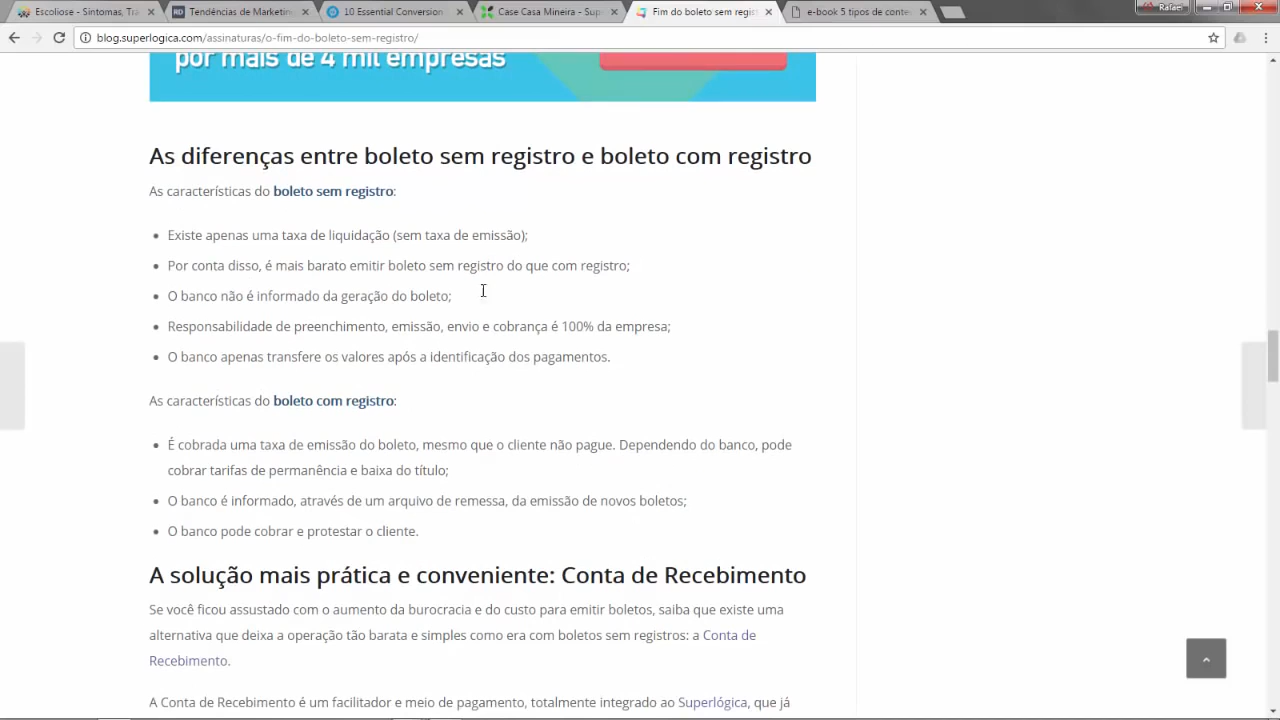 Escoliose - Sintomas, Tra
Tendências de Marketing
10 Essential Conversion
Case Casa Mineira - Sup
Fim do boleto sem regist
e-book 5 tipos de conte
Rafael
blog.superlogica.com/assinaturas/o-fim-do-boleto-sem-registro/
por mais de 4 mil empresas
As diferenças entre boleto sem registro e boleto com registro
As características do boleto sem registro:
Existe apenas uma taxa de liquidação (sem taxa de emissão);
Por conta disso, é mais barato emitir boleto sem registro do que com registro;
O banco não é informado da geração do boleto;
Responsabilidade de preenchimento, emissão, envio e cobrança é 100% da empresa;
O banco apenas transfere os valores após a identificação dos pagamentos.
As características do boleto com registro:
É cobrada uma taxa de emissão do boleto, mesmo que o cliente não pague. Dependendo do banco, pode
cobrar tarifas de permanência e baixa do título;
O banco é informado, através de um arquivo de remessa, da emissão de novos boletos;
O banco pode cobrar e protestar o cliente.
A solução mais prática e conveniente: Conta de Recebimento
Se você ficou assustado com o aumento da burocracia e do custo para emitir boletos, saiba que existe uma
alternativa que deixa a operação tão barata e simples como era com boletos sem registros: a Conta de
Recebimento.
A Conta de Recebimento é um facilitador e meio de pagamento, totalmente integrado ao Superlógica, que já